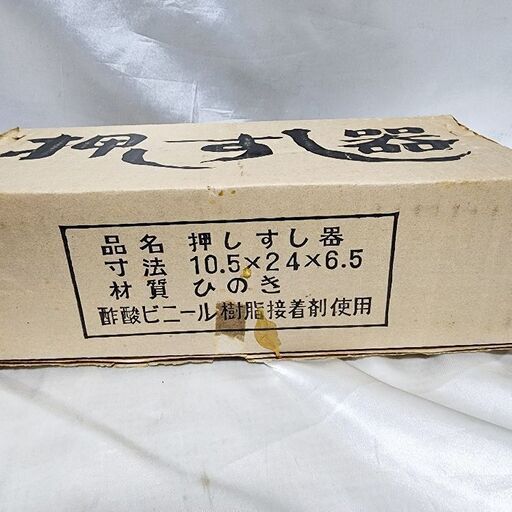 押しすし器
品名 押しすし器
寸法 10.5×24×6.5
材質 ひのき
酢酸ビニール樹脂接着剤使用